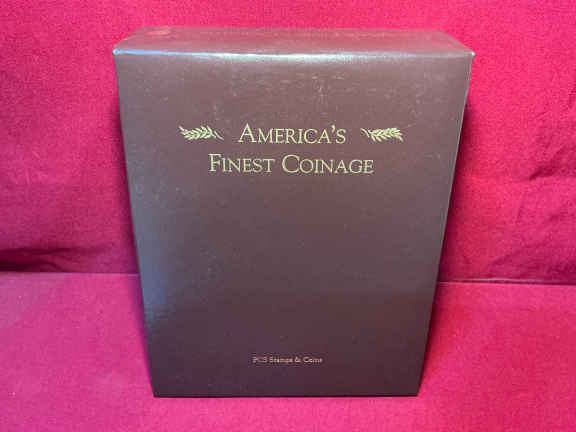 AMERICA'S
FINEST COINAGE
PCS Stamps & Coins